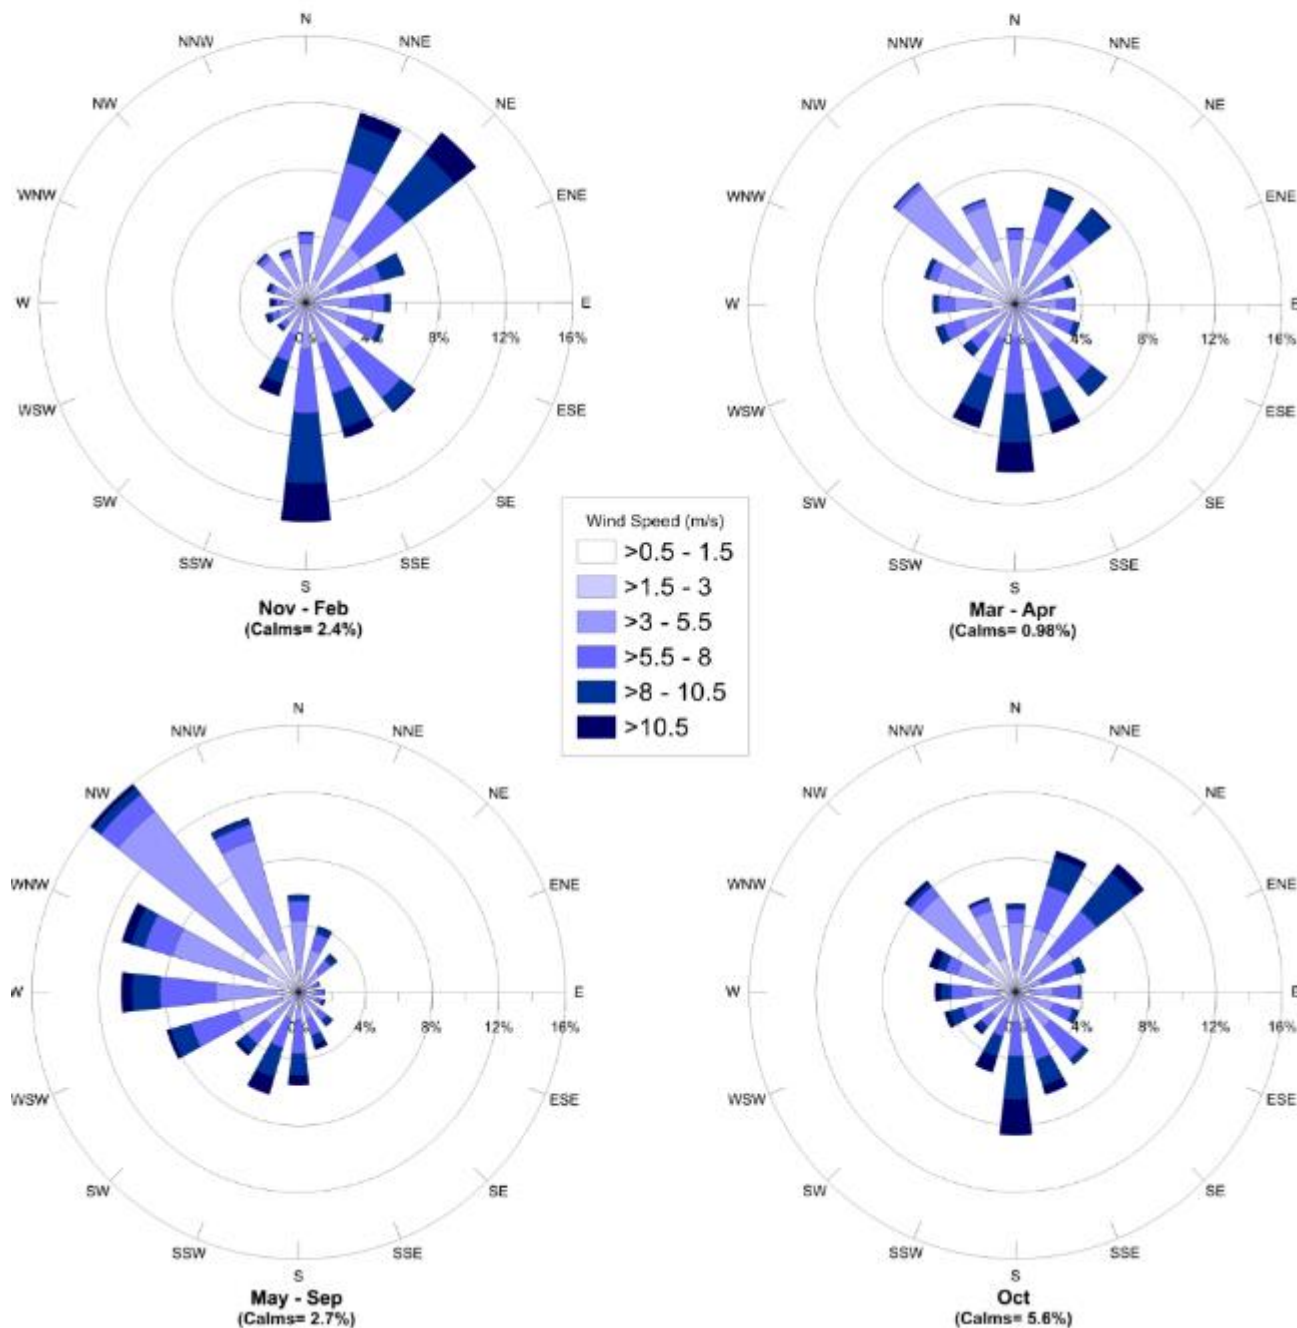 N
NNW NNE
NW NE
WNW ENE
W E
0% 4% 8% 12% 16%
WSW ESE
SW SE
SSW SSE
S
Nov - Feb
(Calms= 2.4%)
N
NNW NNE
NW NE
WNW ENE
W E
0% 4% 8% 12% 16%
WSW ESE
SW SE
SSW SSE
S
Mar - Apr
(Calms= 0.98%)
Wind Speed (m/s)
>0.5 - 1.5
>1.5 - 3
>3 - 5.5
>5.5 - 8
>8 - 10.5
>10.5
N
NNW NNE
NW NE
WNW ENE
W E
0% 4% 8% 12% 16%
WSW ESE
SW SE
SSW SSE
S
May - Sep
(Calms= 2.7%)
N
NNW NNE
NW NE
WNW ENE
W E
0% 4% 8% 12% 16%
WSW ESE
SW SE
SSW SSE
S
Oct
(Calms= 5.6%)